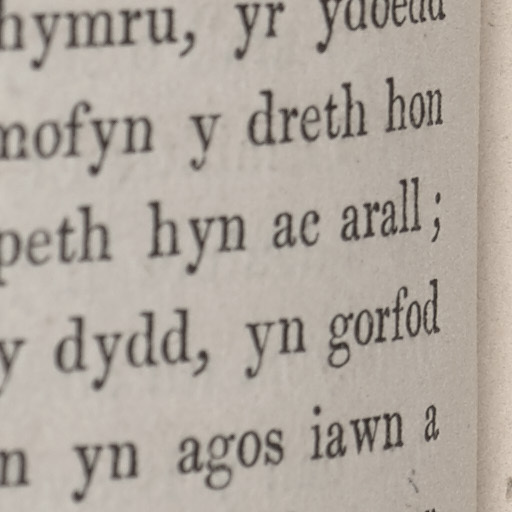 hymru, yr ydoedd
mofyn y dreth hon
peth hyn ac arall;
y dydd, yn gorfod
n yn agos iawn a